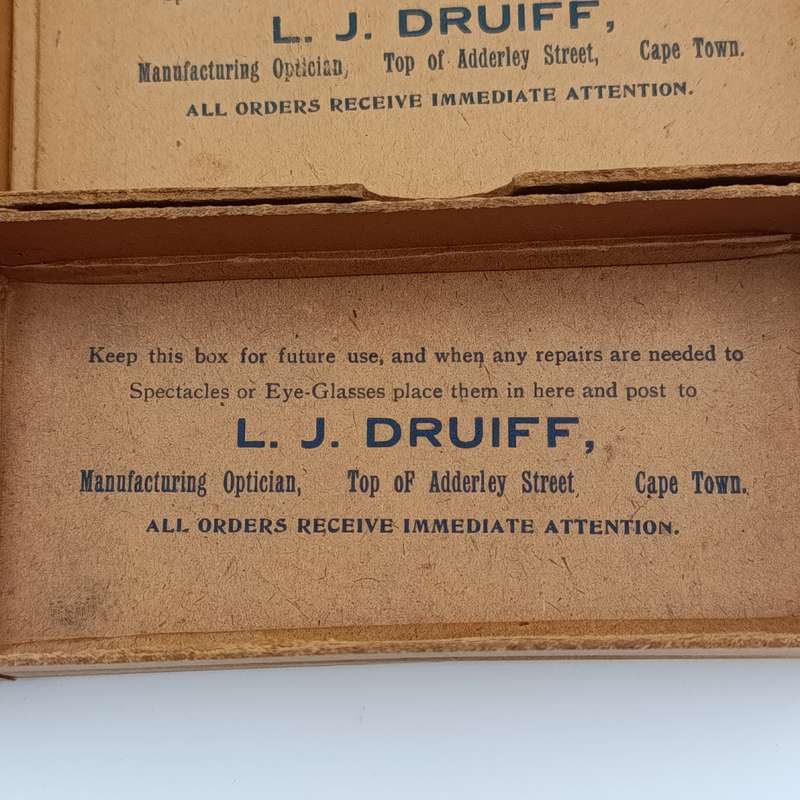 L. J. DRUIFF,
Manufacturing Optician, Top of Adderley Street, Cape Town.
ALL ORDERS RECEIVE IMMEDIATE ATTENTION.
Keep this box for future use, and when any repairs are needed to
Spectacles or Eye-Glasses place them in here and post to
L. J. DRUIFF,
Manufacturing Optician, Top oF Adderley Street Cape Town.
ALL ORDERS RECEIVE IMMEDIATE ATTENTION.